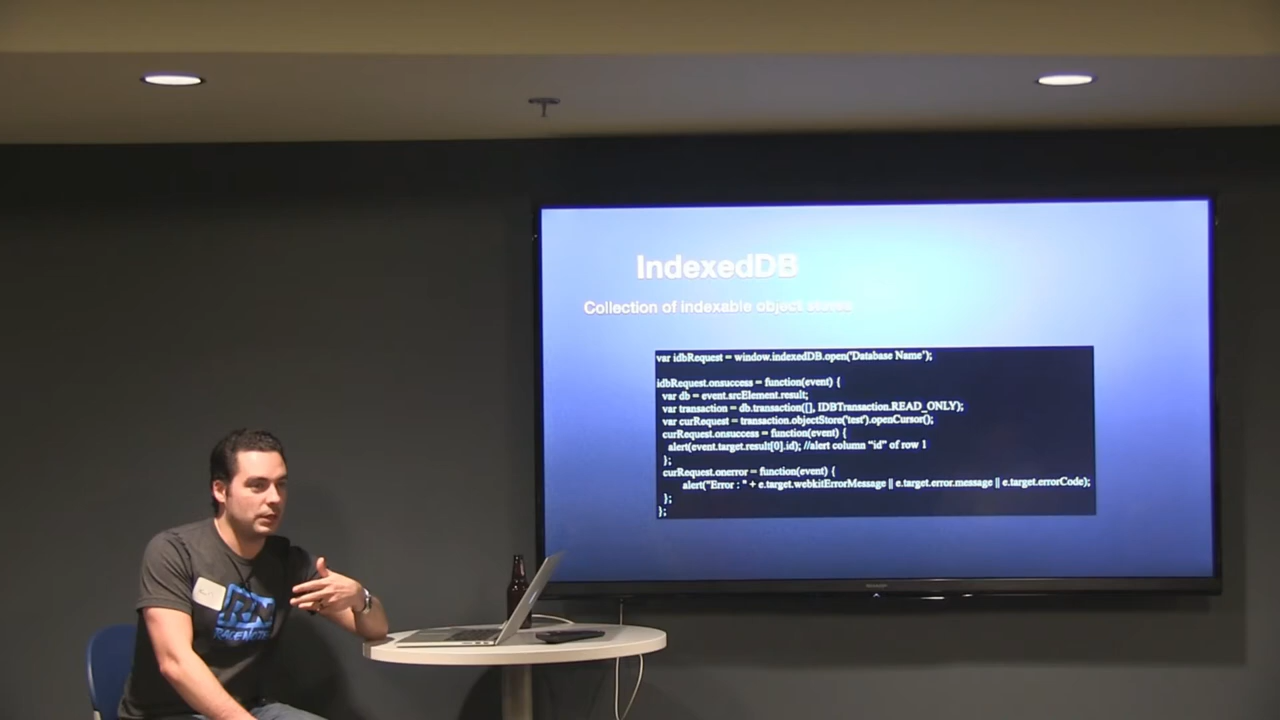 IndexedDB
Collection of indexable object stores
var idbRequest = window.indexedDB.open('Database Name');
idbRequest.onsuccess = function(event) {
var db = event.srcElement.result;
var transaction = db.transaction([], IDBTransaction.READ_ONLY);
var curRequest = transaction.objectStore('test').openCursor();
curRequest.onsuccess = function(event) {
alert(event.target.result[0].id); //alert column "id" of row 1
};
curRequest.onerror = function(event) {
alert("Error : " + e.target.webkitErrorMessage || e.target.error.message || e.target.errorCode);
};
};
SHARP
RN